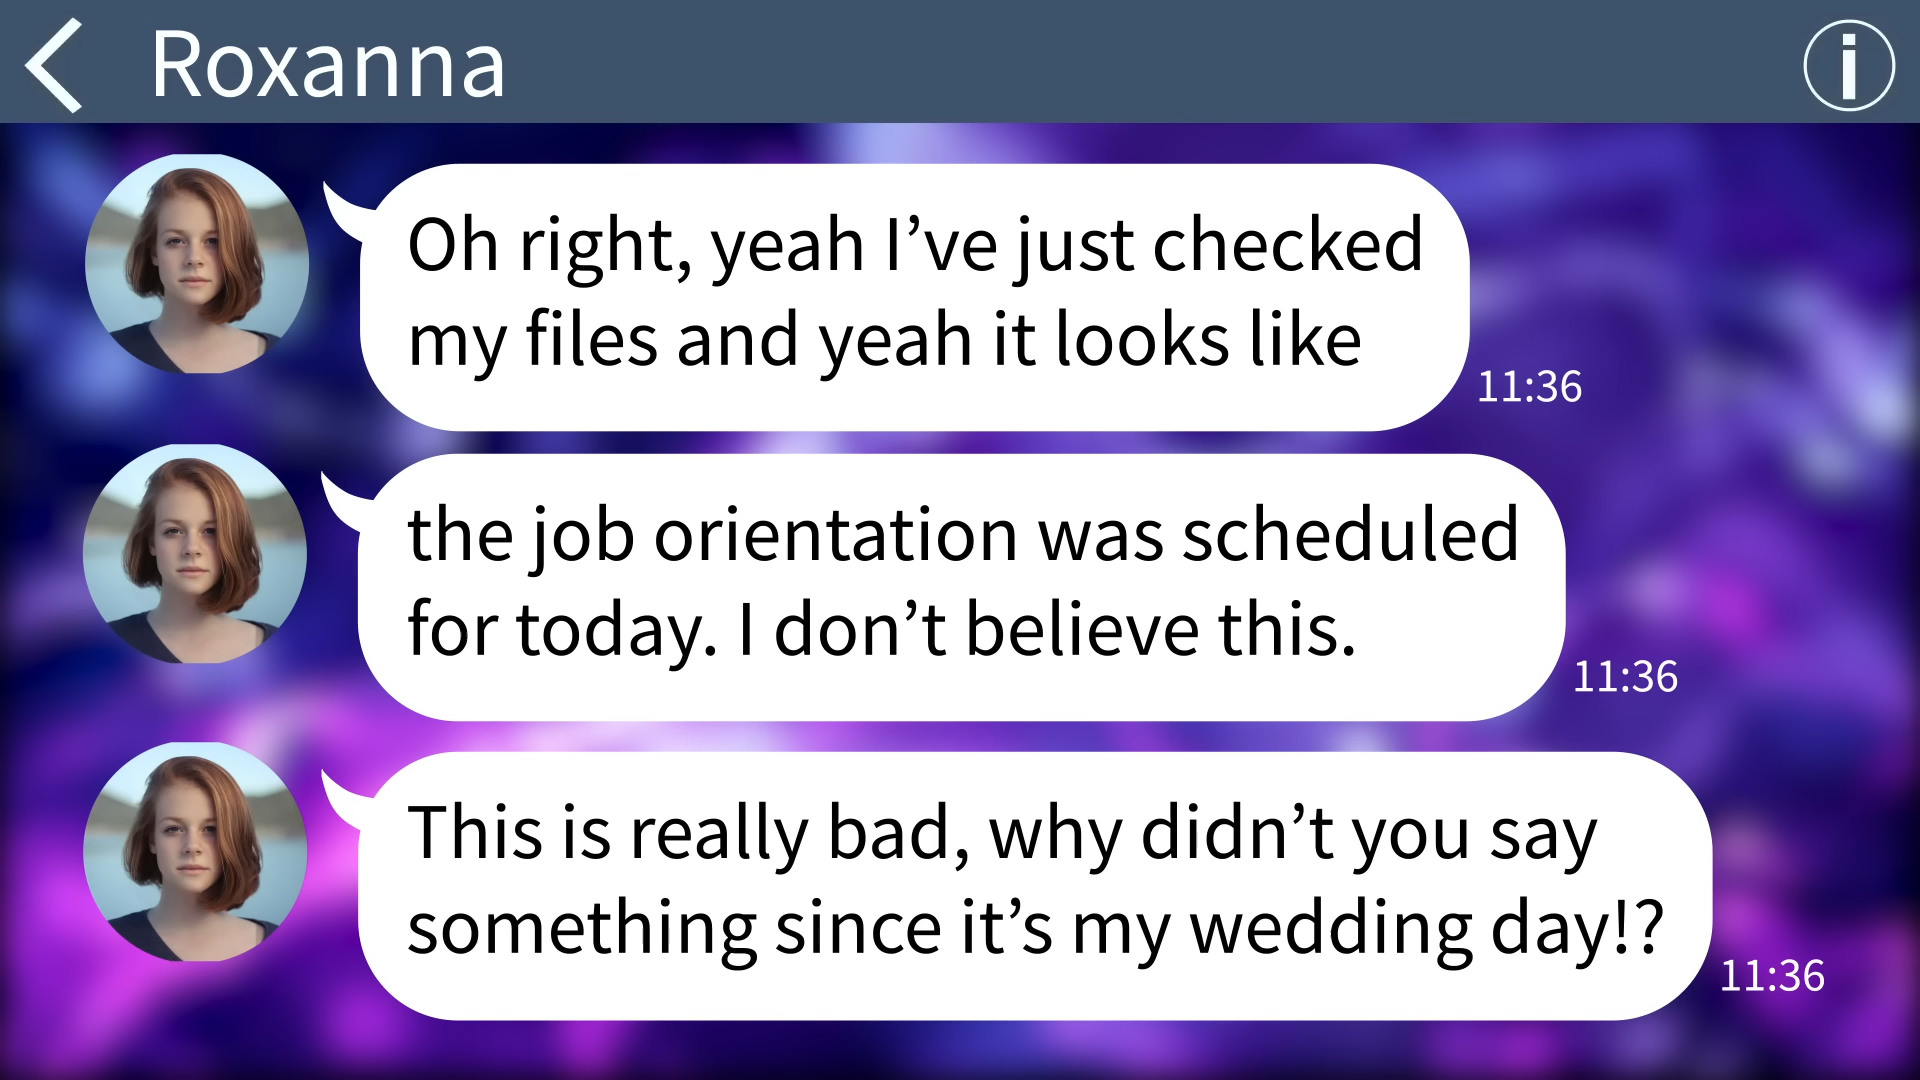 Roxanna
Oh right, yeah I’ve just checked
my files and yeah it looks like
11:36
the job orientation was scheduled
for today. I don’t believe this.
11:36
This is really bad, why didn’t you say
something since it’s my wedding day!?
11:36